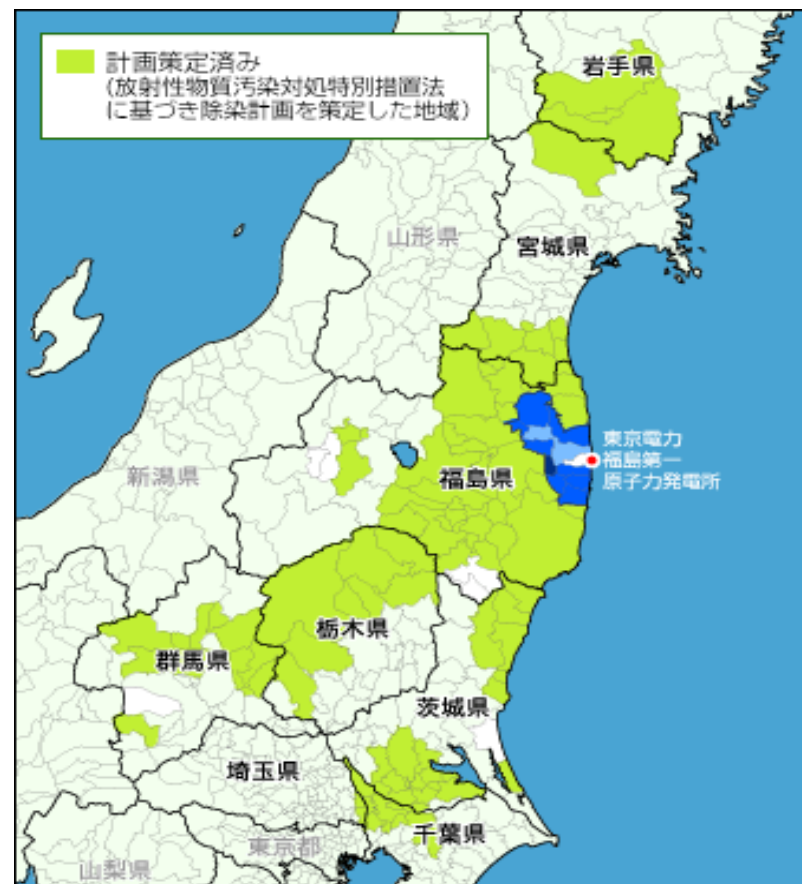 計画策定済み
(放射性物質汚染対処特別措置法
に基づき除染計画を策定した地域)
岩手県
山形県
宮城県
東京電力
福島第一
原子力発電所
新潟県
福島県
栃木県
群馬県
茨城県
埼玉県
千葉県
東京都
山梨県